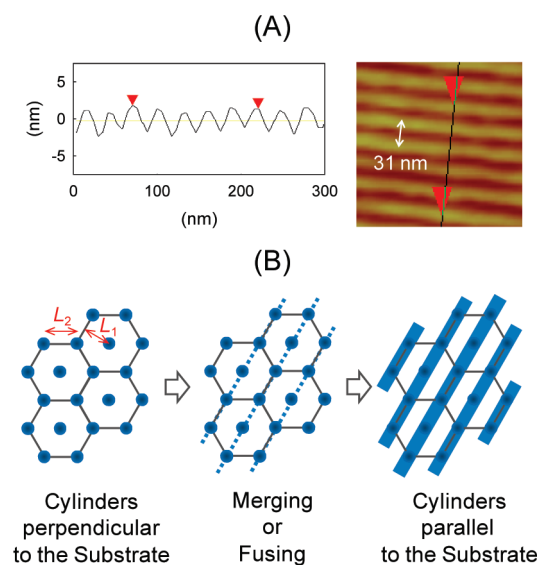 (A)
5
0
-5
(nm)
0 100 200 300
(nm)
31 nm
(B)
L2
L1
Cylinders
perpendicular
to the Substrate
Merging
or
Fusing
Cylinders
parallel
to the Substrate